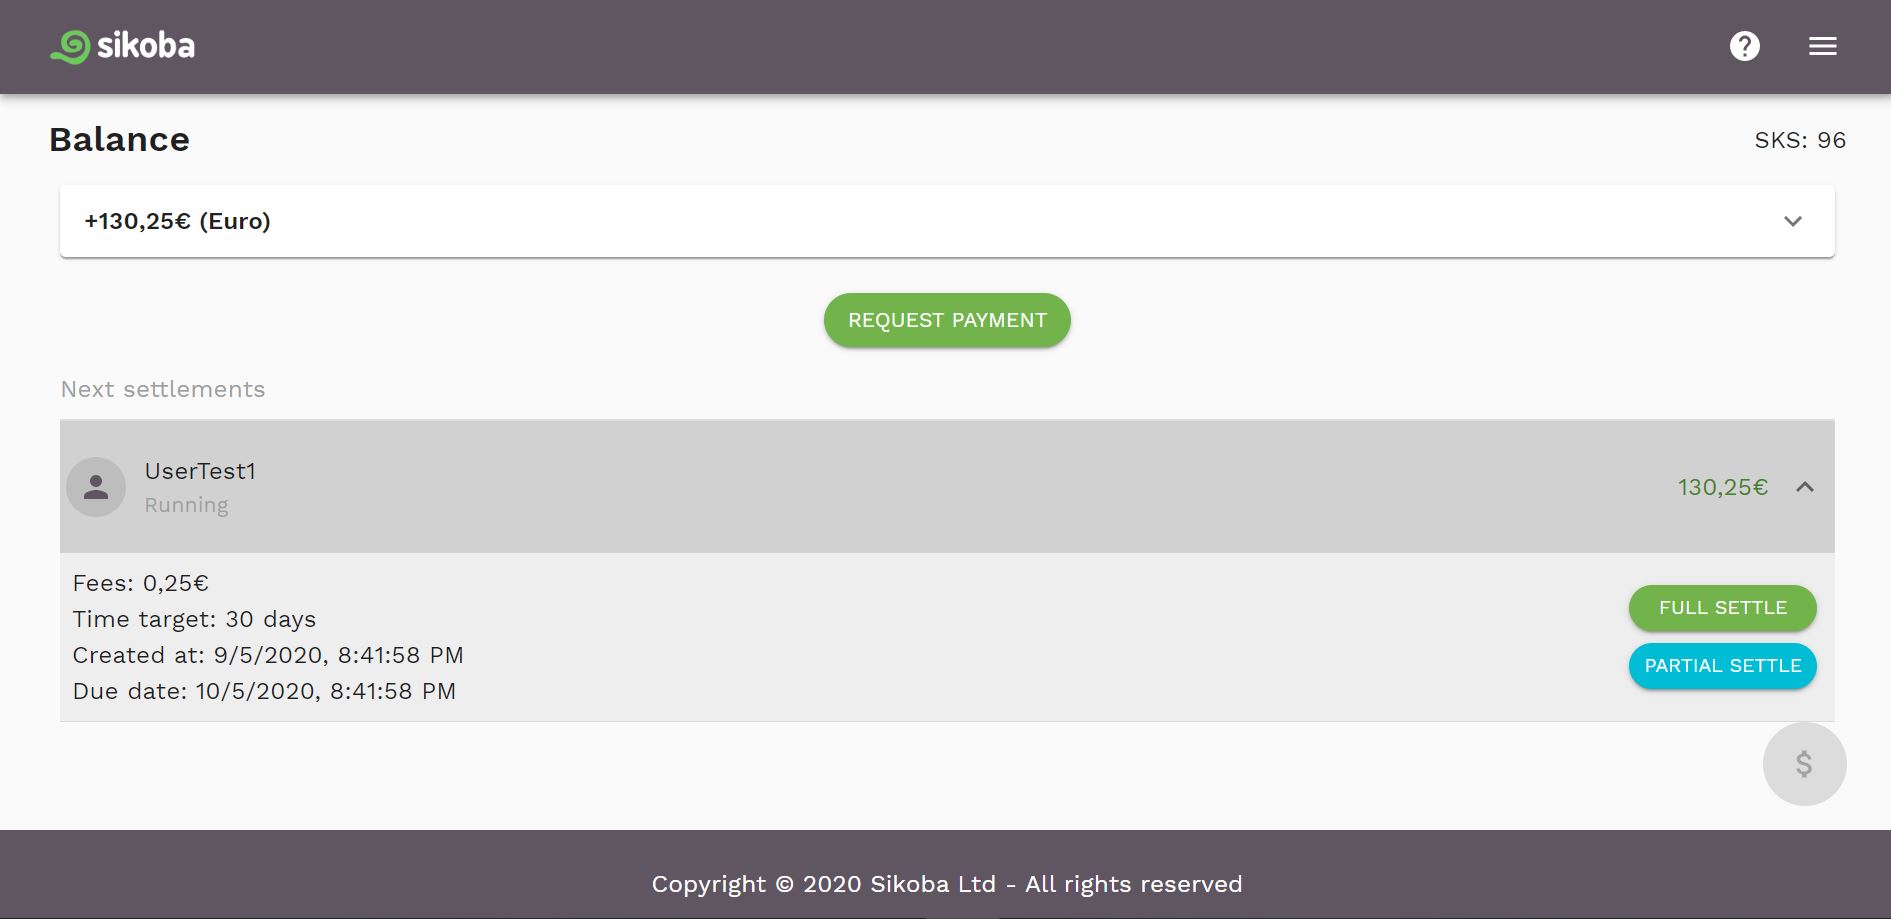 sikoba
?
Balance
SKS: 96
+130,25€ (Euro)
REQUEST PAYMENT
Next settlements
UserTest1
Running
130,25€
Fees: 0,25€
Time target: 30 days
Created at: 9/5/2020, 8:41:58 PM
Due date: 10/5/2020, 8:41:58 PM
FULL SETTLE
PARTIAL SETTLE
$
Copyright © 2020 Sikoba Ltd - All rights reserved